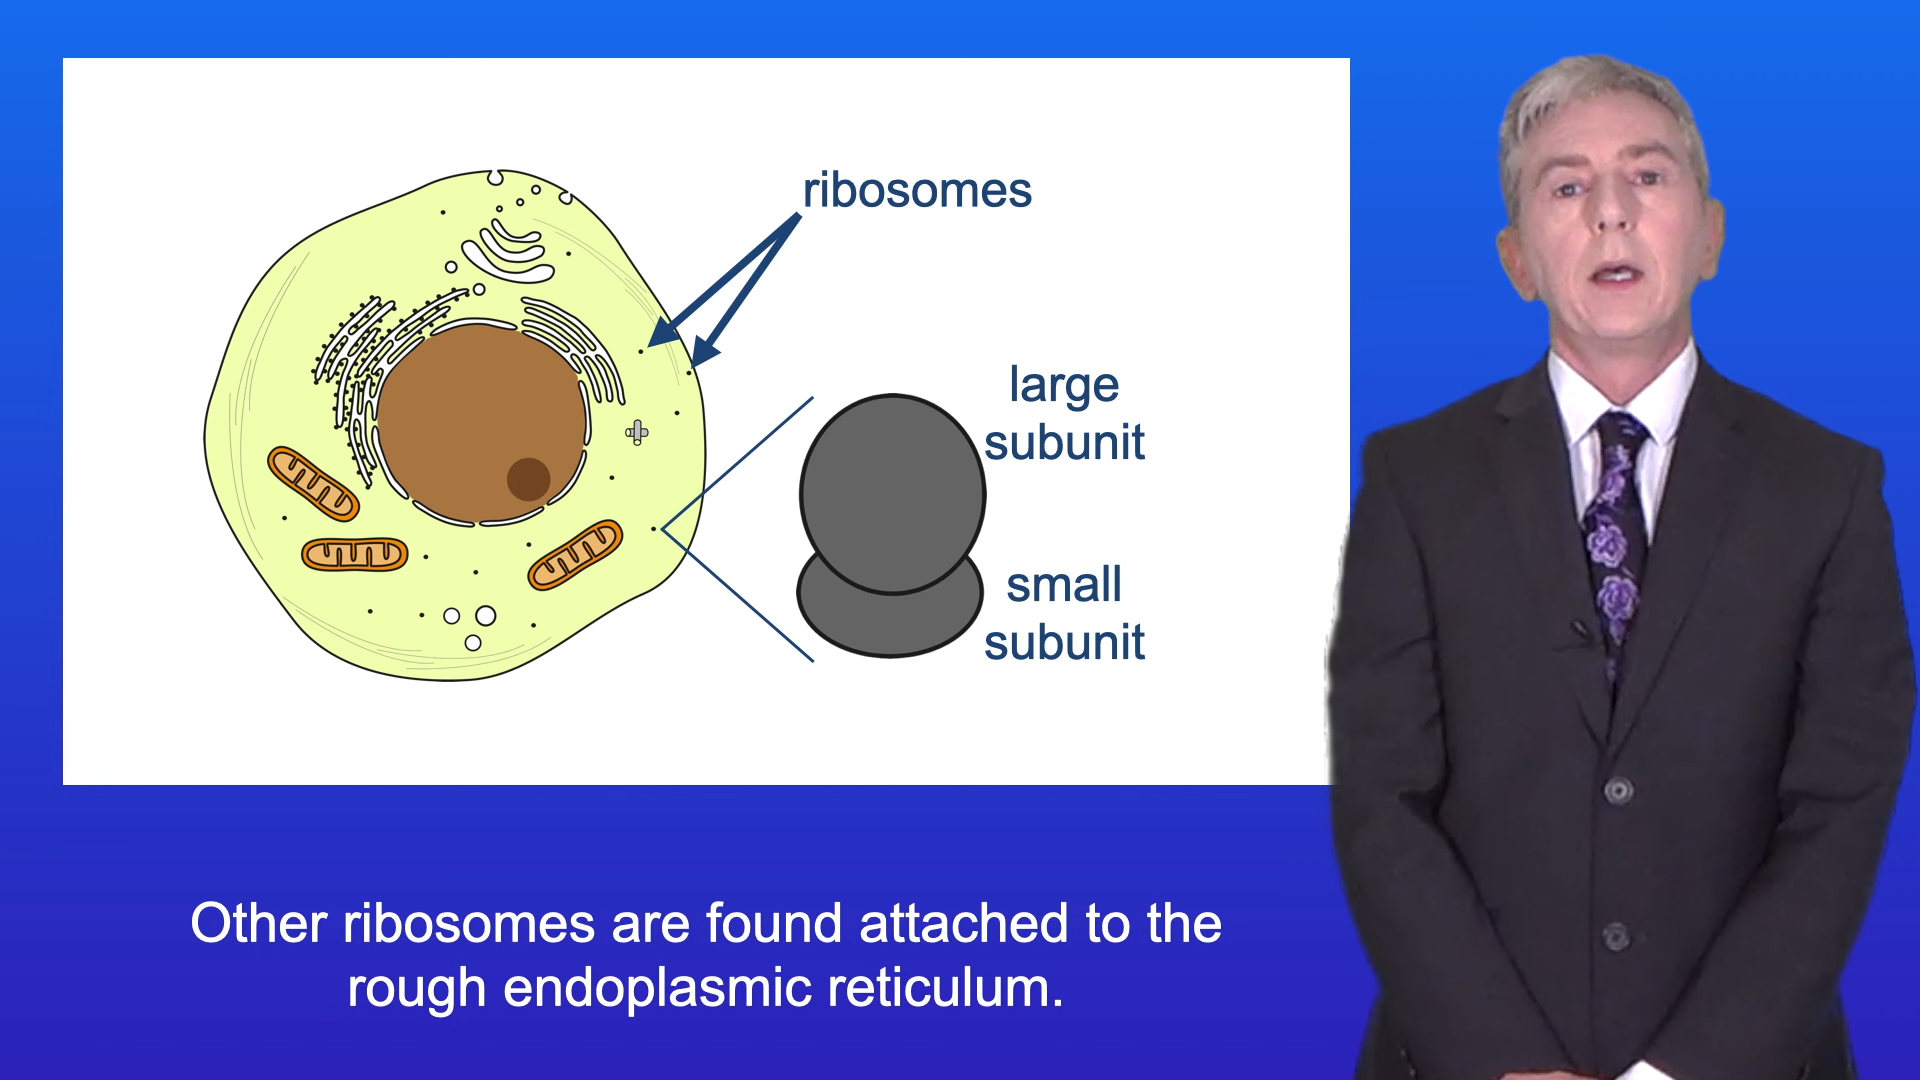 ribosomes
large
subunit
small
subunit
Other ribosomes are found attached to the
rough endoplasmic reticulum.